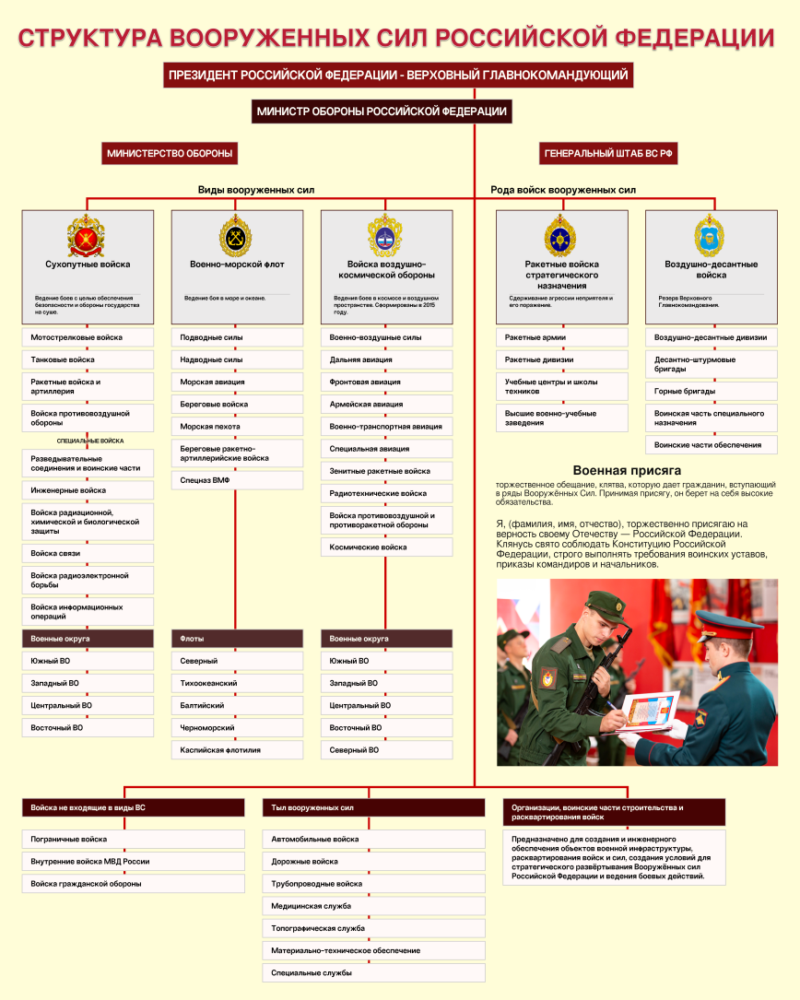 СТРУКТУРА ВООРУЖЕННЫХ СИЛ РОССИЙСКОЙ ФЕДЕРАЦИИ
ПРЕЗИДЕНТ РОССИЙСКОЙ ФЕДЕРАЦИИ - ВЕРХОВНЫЙ ГЛАВНОКОМАНДУЮЩИЙ
МИНИСТР ОБОРОНЫ РОССИЙСКОЙ ФЕДЕРАЦИИ
МИНИСТЕРСТВО ОБОРОНЫ
ГЕНЕРАЛЬНЫЙ ШТАБ ВС РФ
Виды вооруженных сил
Рода войск вооруженных сил
Сухопутные войска
Ведение боев с целью обеспечения
безопасности и обороны государства
на суше.
Мотострелковые войска
Танковые войска
Ракетные войска и
артиллерия
Войска противовоздушной
обороны
СПЕЦИАЛЬНЫЕ ВОЙСКА
Разведывательные
соединения и воинские части
Инженерные войска
Войска радиационной,
химической и биологической
защиты
Войска связи
Войска радиоэлектронной
борьбы
Войска информационных
операций
Военные округа
Южный ВО
Западный ВО
Центральный ВО
Восточный ВО
Военно-морской флот
Ведение боя в море и океане.
Подводные силы
Надводные силы
Морская авиация
Береговые войска
Морская пехота
Береговые ракетно-
артиллерийские войска
Спецназ ВМФ
Флоты
Северный
Тихоокеанский
Балтийский
Черноморский
Каспийская флотилия
Войска воздушно-
космической обороны
Ведения боев в космосе и воздушном
пространстве. Сформированы в 2015
году.
Военно-воздушные силы
Дальняя авиация
Фронтовая авиация
Армейская авиация
Военно-транспортная авиация
Специальная авиация
Зенитные ракетные войска
Радиотехнические войска
Войска противовоздушной и
противоракетной обороны
Космические войска
Военные округа
Южный ВО
Западный ВО
Центральный ВО
Восточный ВО
Северный ВО
Ракетные войска
стратегического
назначения
Сдерживание агрессии неприятеля и
его поражение.
Ракетные армии
Ракетные дивизии
Учебные центры и школы
техников
Высшие военно-учебные
заведения
Воздушно-десантные
войска
Резерв Верховного
Главнокомандования.
Воздушно-десантные дивизии
Десантно-штурмовые
бригады
Горные бригады
Воинская часть специального
назначения
Воинские части обеспечения
Военная присяга
торжественное обещание, клятва, которую дает гражданин, вступающий
в ряды Вооружённых Сил. Принимая присягу, он берет на себя высокие
обязательства.
Я, (фамилия, имя, отчество), торжественно присягаю на
верность своему Отечеству — Российской Федерации.
Клянусь свято соблюдать Конституцию Российской
Федерации, строго выполнять требования воинских уставов,
приказы командиров и начальников.
Войска не входящие в виды ВС
Пограничные войска
Внутренние войска МВД России
Войска гражданской обороны
Тыл вооруженных сил
Автомобильные войска
Дорожные войска
Трубопроводные войска
Медицинская служба
Топографическая служба
Материально-техническое обеспечение
Специальные службы
Организации, воинские части строительства и
расквартирования войск
Предназначено для создания и инженерного
обеспечения объектов военной инфраструктуры,
расквартирования войск и сил, создания условий для
стратегического развёртывания Вооружённых сил
Российской Федерации и ведения боевых действий.